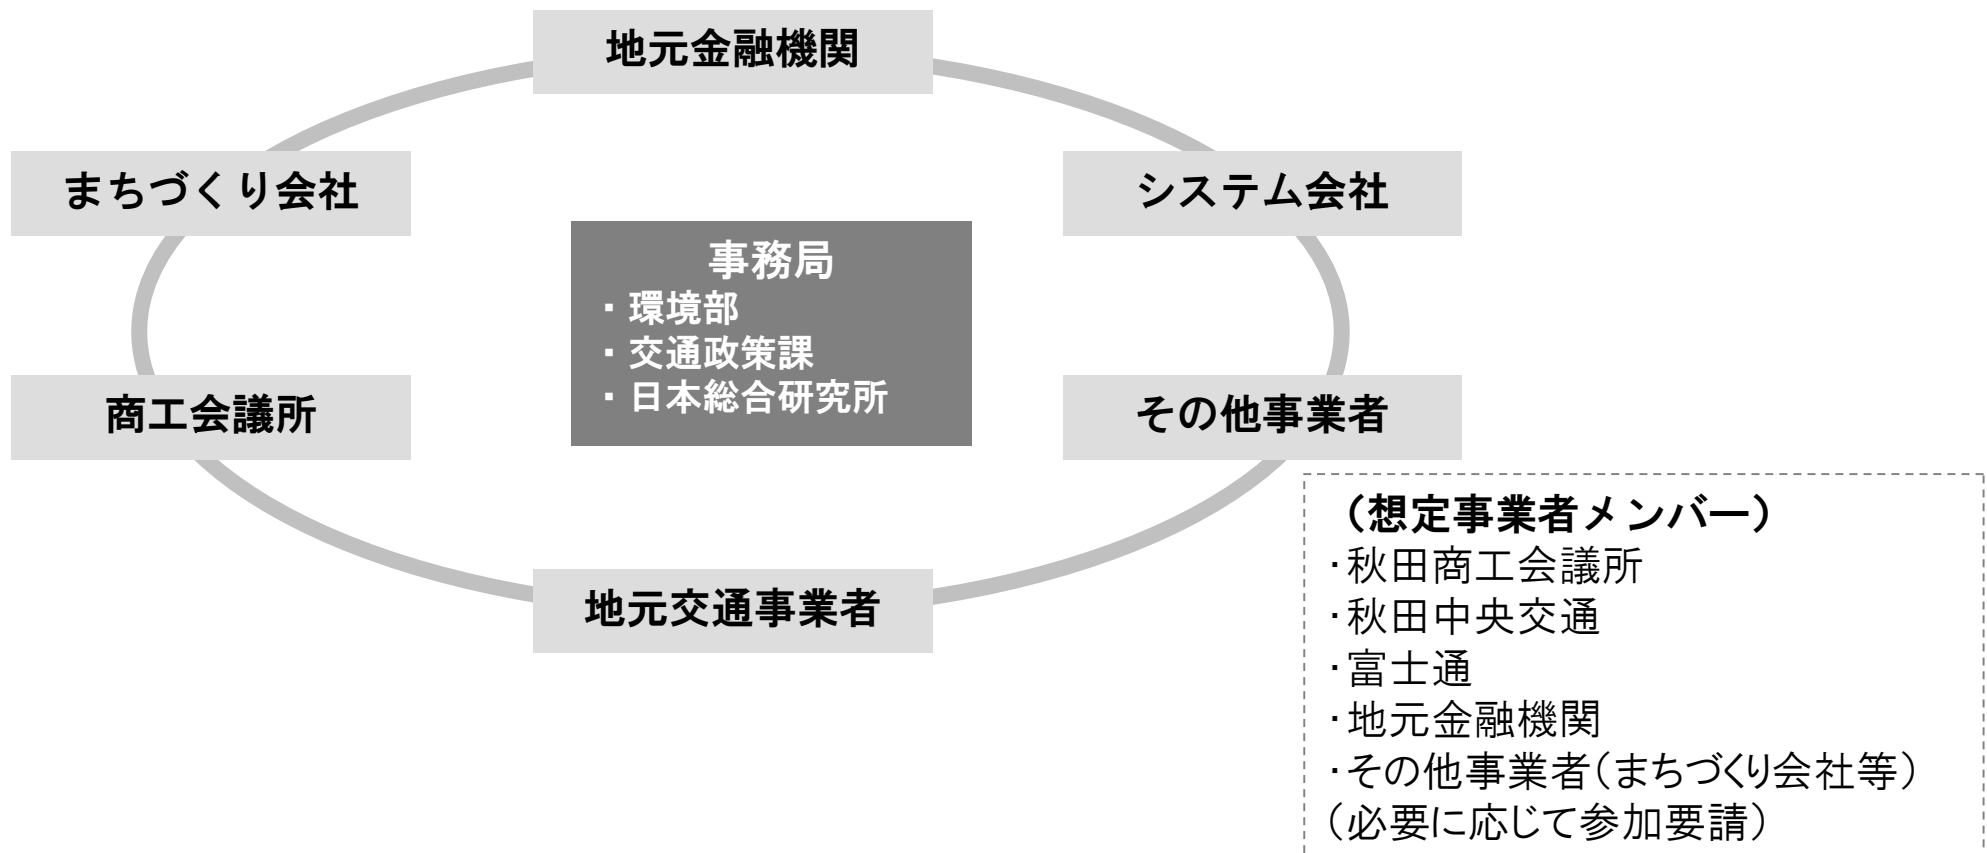 地元金融機関
まちづくり会社
システム会社
事務局
・環境部
・交通政策課
・日本総合研究所
商工会議所
その他事業者
地元交通事業者
（想定事業者メンバー）
・秋田商工会議所
・秋田中央交通
・富士通
・地元金融機関
・その他事業者（まちづくり会社等）
（必要に応じて参加要請）